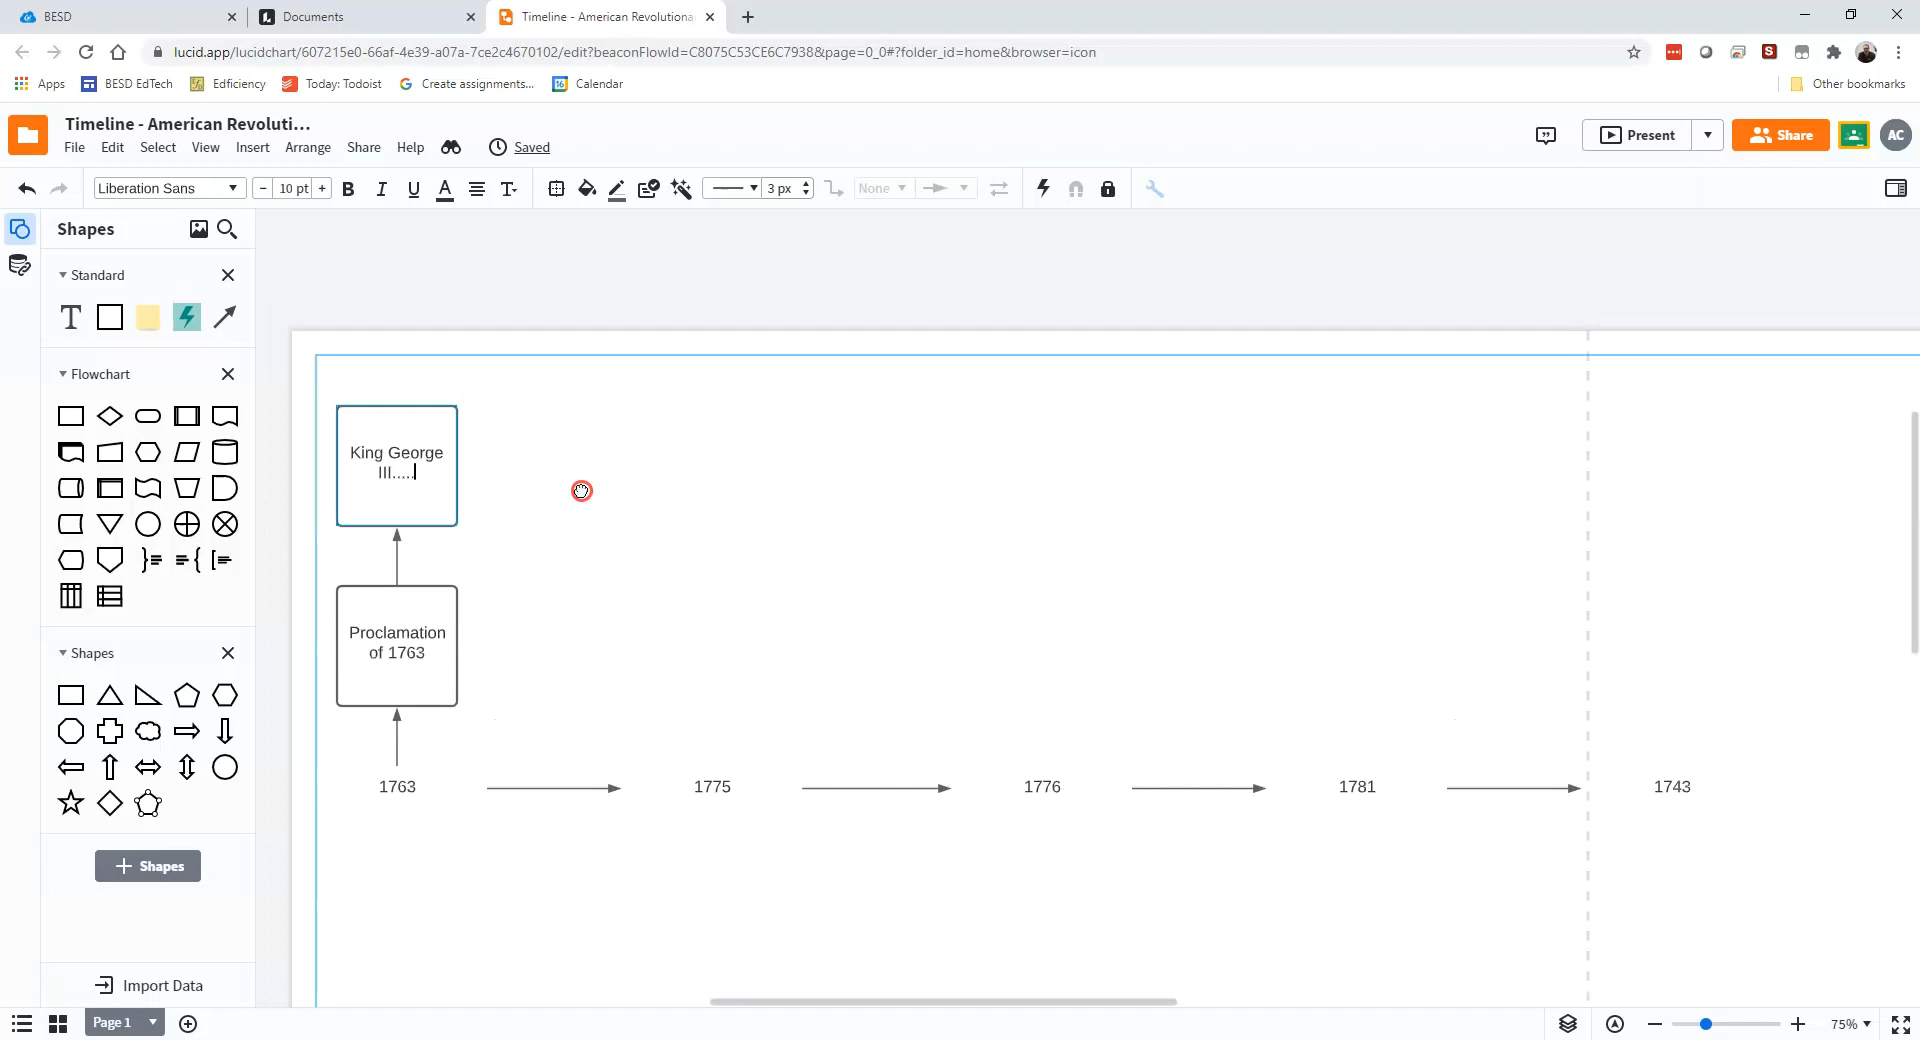 BESD
Documents
Timeline - American Revolutiona
lucid.app/lucidchart/607215e0-66af-4e39-a07a-7ce2c4670102/edit?beaconFlowId=C8075C53CE6C7938&page=0_0#?folder_id=home&browser=icon
Apps
BESD EdTech
Edficiency
Today: Todoist
Create assignments...
Calendar
Other bookmarks
Timeline - American Revoluti...
File Edit Select View Insert Arrange Share Help
Saved
Present
Share
AC
Liberation Sans
10 pt
3 px
None
Shapes
Standard
Flowchart
Shapes
Shapes
Import Data
King George
III.....
Proclamation
of 1763
1763
1775
1776
1781
1743
Page 1
75%